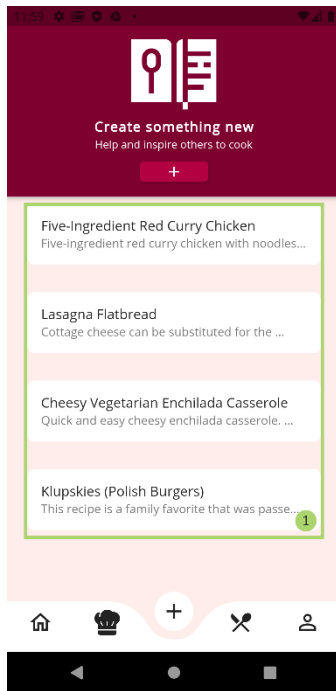 11:59
Create something new
Help and inspire others to cook
+
Five-Ingredient Red Curry Chicken
Five-ingredient red curry chicken with noodles...
Lasagna Flatbread
Cottage cheese can be substituted for the ...
Cheesy Vegetarian Enchilada Casserole
Quick and easy cheesy enchilada casserole. ...
Klupskies (Polish Burgers)
This recipe is a family favorite that was passe...
1
+